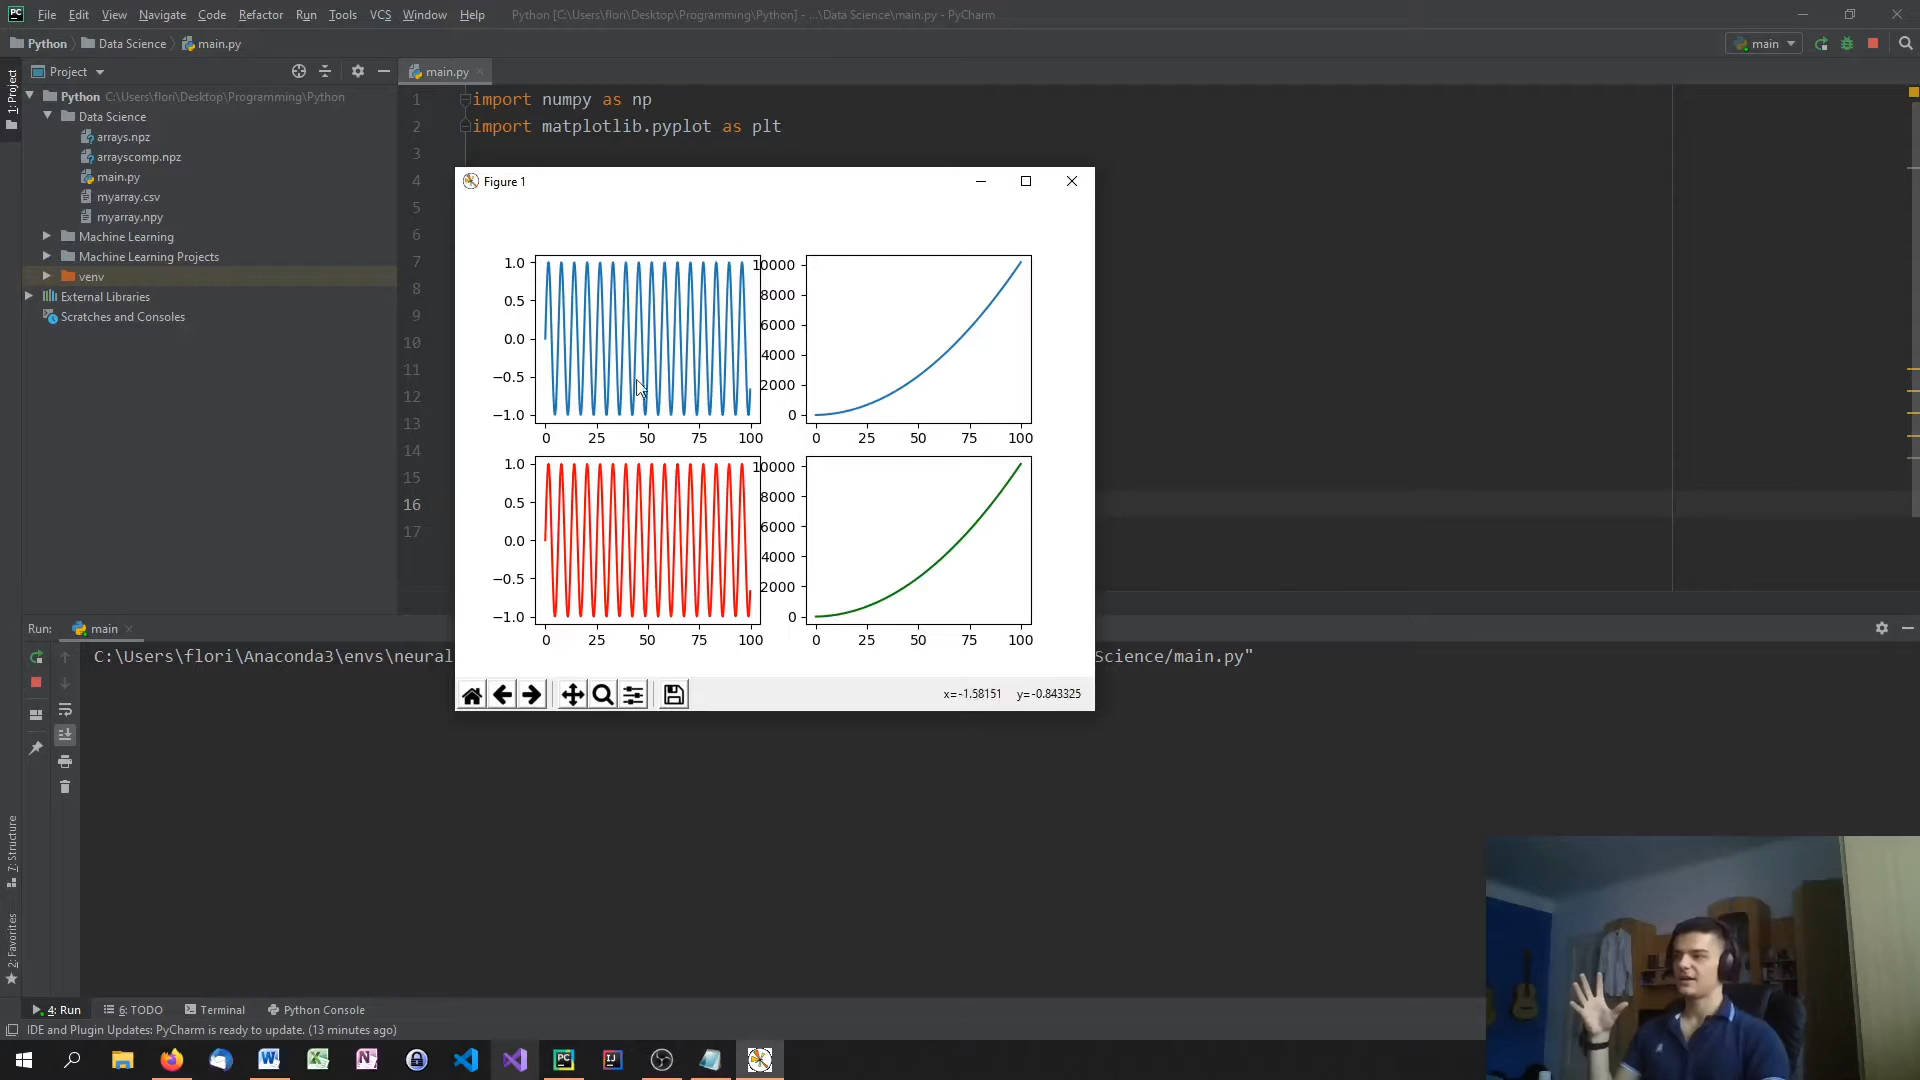 PC File Edit View Navigate Code Refactor Run Tools VCS Window Help Python [C:\Users\flori\Desktop\Programming\Python] - ...\Data Science\main.py - PyCharm
Python Data Science main.py main
1: Project
Project main.py
Python C:\Users\flori\Desktop\Programming\Python
Data Science
arrays.npz
arrayscomp.npz
main.py
myarray.csv
myarray.npy
Machine Learning
Machine Learning Projects
venv
External Libraries
Scratches and Consoles
1 import numpy as np
2 import matplotlib.pyplot as plt
3
4
5
6
7
8
9
10
11
12
13
14
15
16
17
Figure 1
1.0
0.5
0.0
−0.5
−1.0
0 25 50 75 100
10000
8000
6000
4000
2000
0
0 25 50 75 100
1.0
0.5
0.0
−0.5
−1.0
0 25 50 75 100
10000
8000
6000
4000
2000
0
0 25 50 75 100
x=-1.58151 y=-0.843325
Run: main
C:\Users\flori\Anaconda3\envs\neural Science/main.py"
7: Structure
2: Favorites
4: Run 6: TODO Terminal Python Console
IDE and Plugin Updates: PyCharm is ready to update. (13 minutes ago)
W X N PC IJ